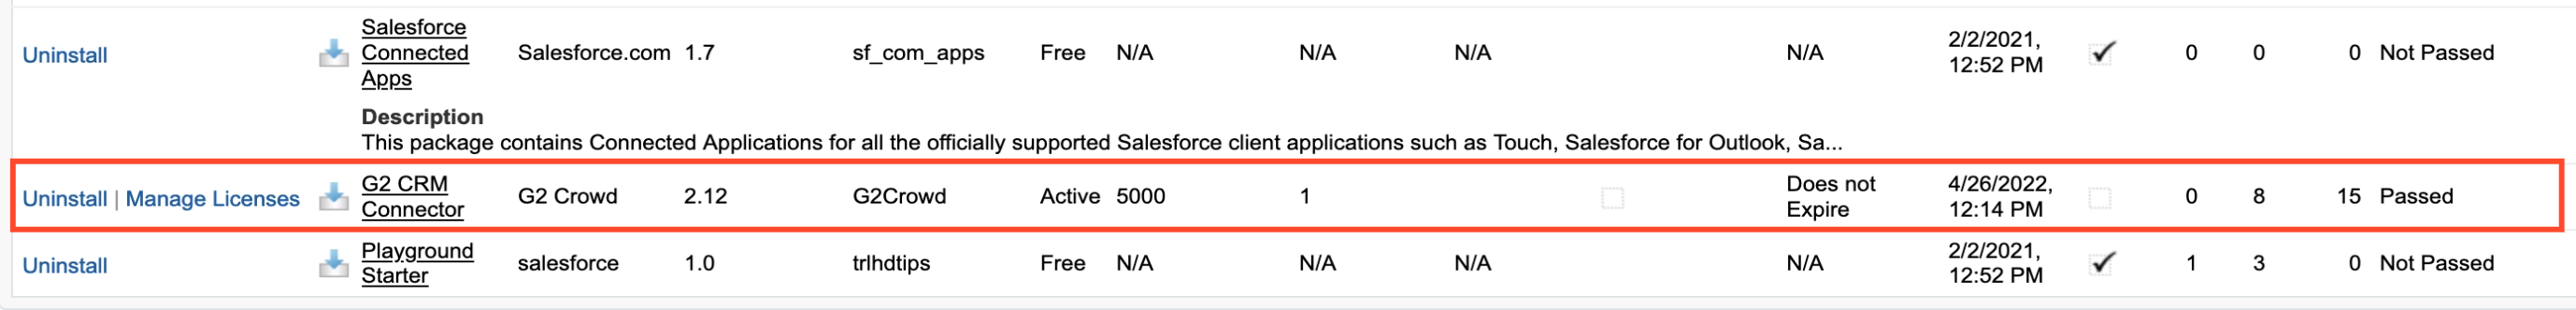 Uninstall Salesforce Connected Apps Salesforce.com 1.7 sf_com_apps Free N/A N/A N/A N/A 2/2/2021, 12:52 PM 0 0 0 Not Passed
Description
This package contains Connected Applications for all the officially supported Salesforce client applications such as Touch, Salesforce for Outlook, Sa...
Uninstall | Manage Licenses G2 CRM Connector G2 Crowd 2.12 G2Crowd Active 5000 1 Does not Expire 4/26/2022, 12:14 PM 0 8 15 Passed
Uninstall Playground Starter salesforce 1.0 trlhdtips Free N/A N/A N/A N/A 2/2/2021, 12:52 PM 1 3 0 Not Passed